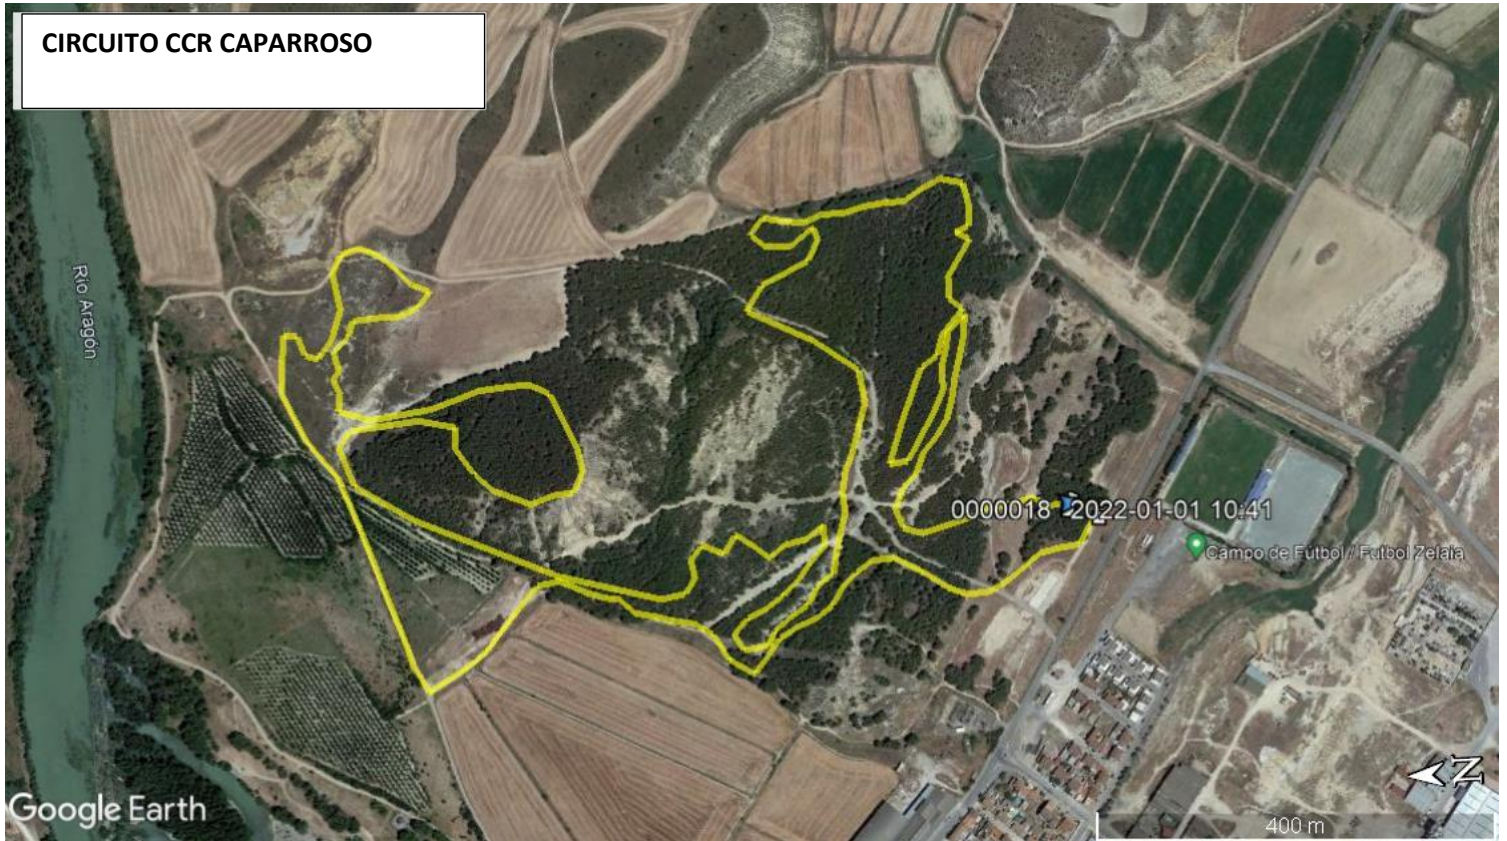 CIRCUITO CCR CAPARROSO
Río Aragón
0000018 -2022-01-01 10:41
Campo de Fútbol / Futbol Zelaia
Z
400 m
Google Earth